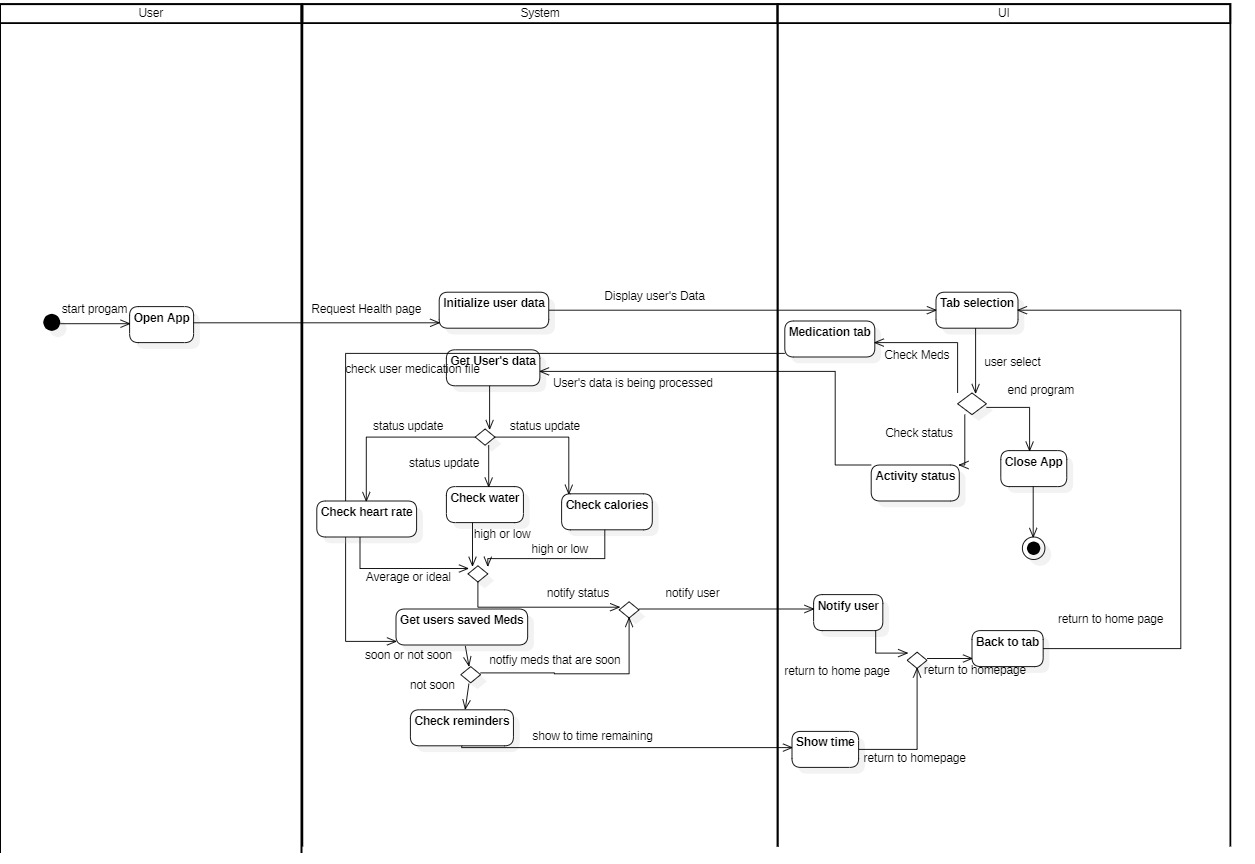 User
System
UI
start progam
Open App
Request Health page
Initialize user data
Display user's Data
Tab selection
Medication tab
Check Meds
user select
Get User's data
check user medication file
User's data is being processed
end program
status update
status update
Check status
status update
Close App
Activity status
Check water
Check heart rate
Check calories
high or low
high or low
Average or ideal
notify status
notify user
Notify user
Get users saved Meds
return to home page
soon or not soon
notfiy meds that are soon
Back to tab
return to home page
return to homepage
not soon
Check reminders
show to time remaining
Show time
return to homepage